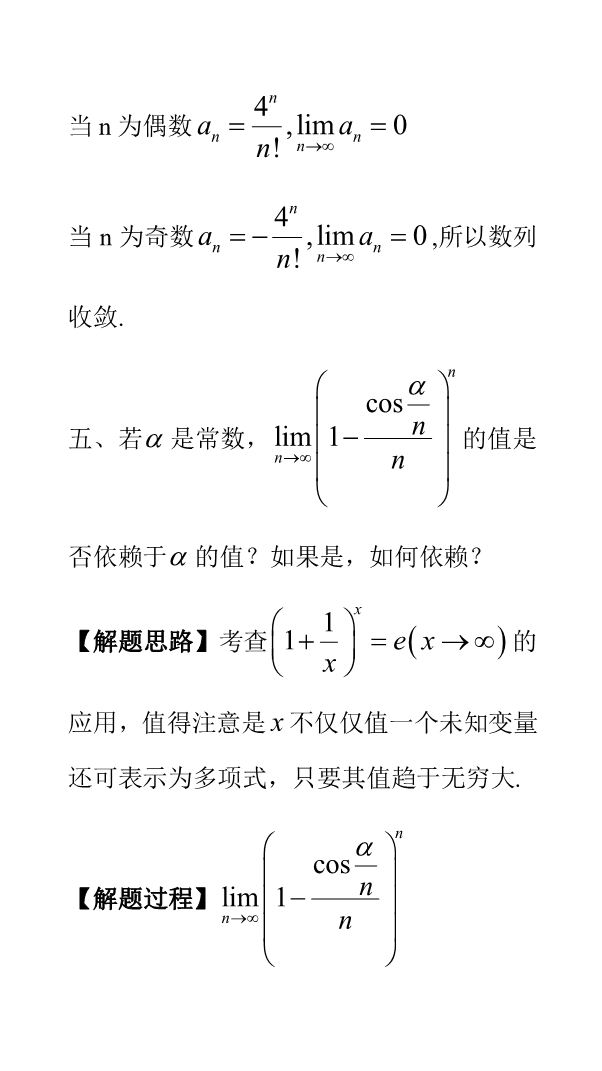 当 n 为偶数 $a_n = \frac{4^n}{n!}, \lim_{n \to \infty} a_n = 0$
当 n 为奇数 $a_n = -\frac{4^n}{n!}, \lim_{n \to \infty} a_n = 0$ ,所以数列
收敛.
五、若 $\alpha$ 是常数，$\lim_{n \to \infty} \left( 1 - \frac{\cos \frac{\alpha}{n}}{n} \right)^n$ 的值是
否依赖于 $\alpha$ 的值？如果是，如何依赖？
【解题思路】考查 $\left( 1 + \frac{1}{x} \right)^x = e \left( x \to \infty \right)$ 的
应用，值得注意是 $x$ 不仅仅值一个未知变量
还可表示为多项式，只要其值趋于无穷大.
【解题过程】$\lim_{n \to \infty} \left( 1 - \frac{\cos \frac{\alpha}{n}}{n} \right)^n$